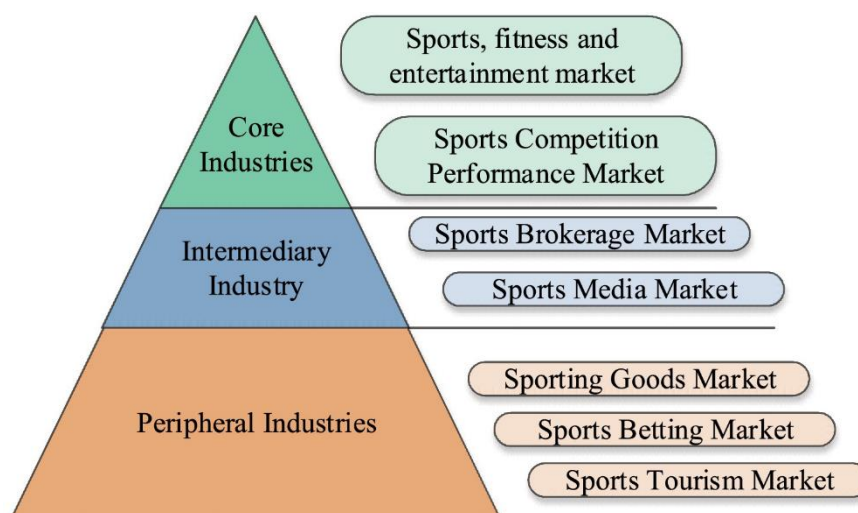 Sports, fitness and
entertainment market
Core
Industries
Sports Competition
Performance Market
Intermediary
Industry
Sports Brokerage Market
Sports Media Market
Peripheral Industries
Sporting Goods Market
Sports Betting Market
Sports Tourism Market